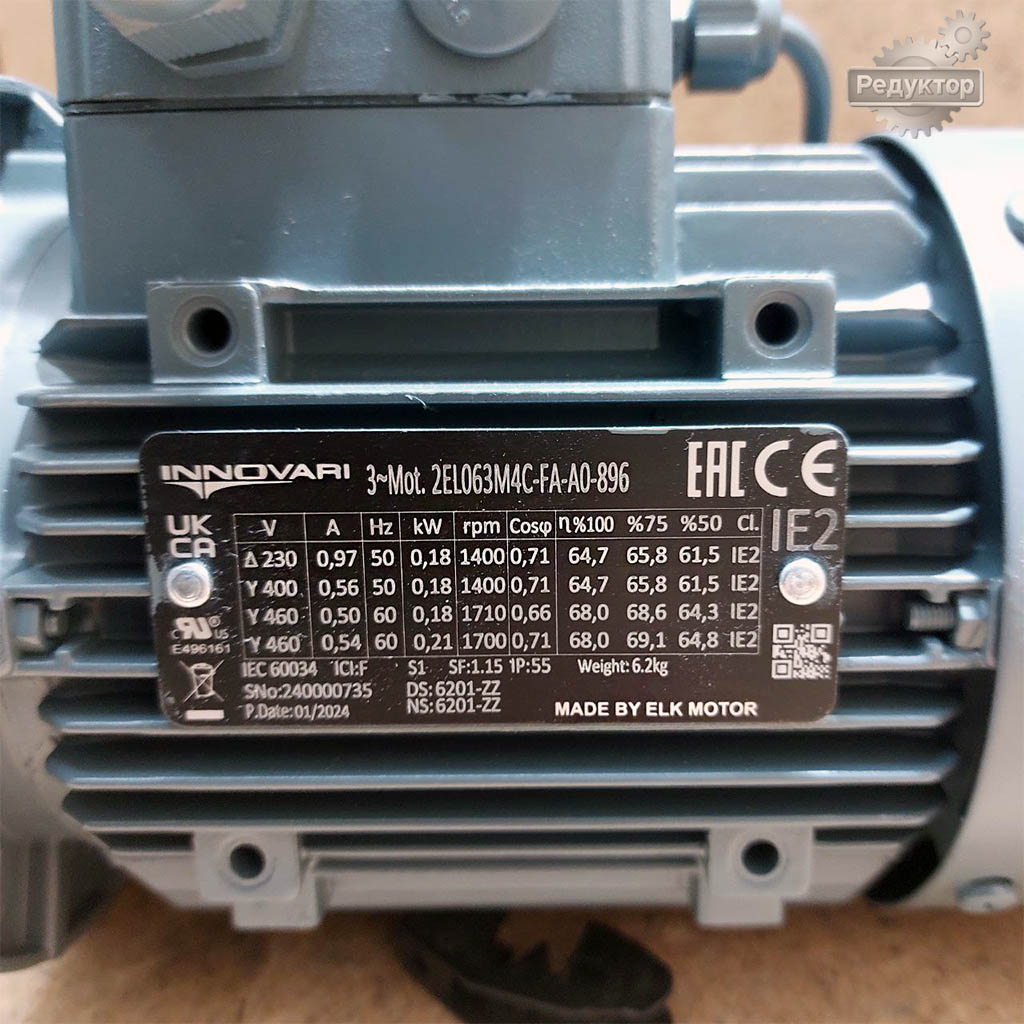 Редуктор
INNOVARI 3~Mot. 2EL063M4C-FA-A0-896 EAC CE
UK CA IE2
V A Hz kW rpm Cosφ η%100 %75 %50 Cl.
Δ 230 0,97 50 0,18 1400 0,71 64,7 65,8 61,5 IE2
Y 400 0,56 50 0,18 1400 0,71 64,7 65,8 61,5 IE2
Y 460 0,50 60 0,18 1710 0,66 68,0 68,6 64,3 IE2
Y 460 0,54 60 0,21 1700 0,71 68,0 69,1 64,8 IE2
c UR ® US
E496161
IEC 60034 ICl:F S1 SF:1.15 IP:55 Weight: 6.2kg
SNo:240000735 DS: 6201-ZZ
P.Date: 01/2024 NS: 6201-ZZ MADE BY ELK MOTOR